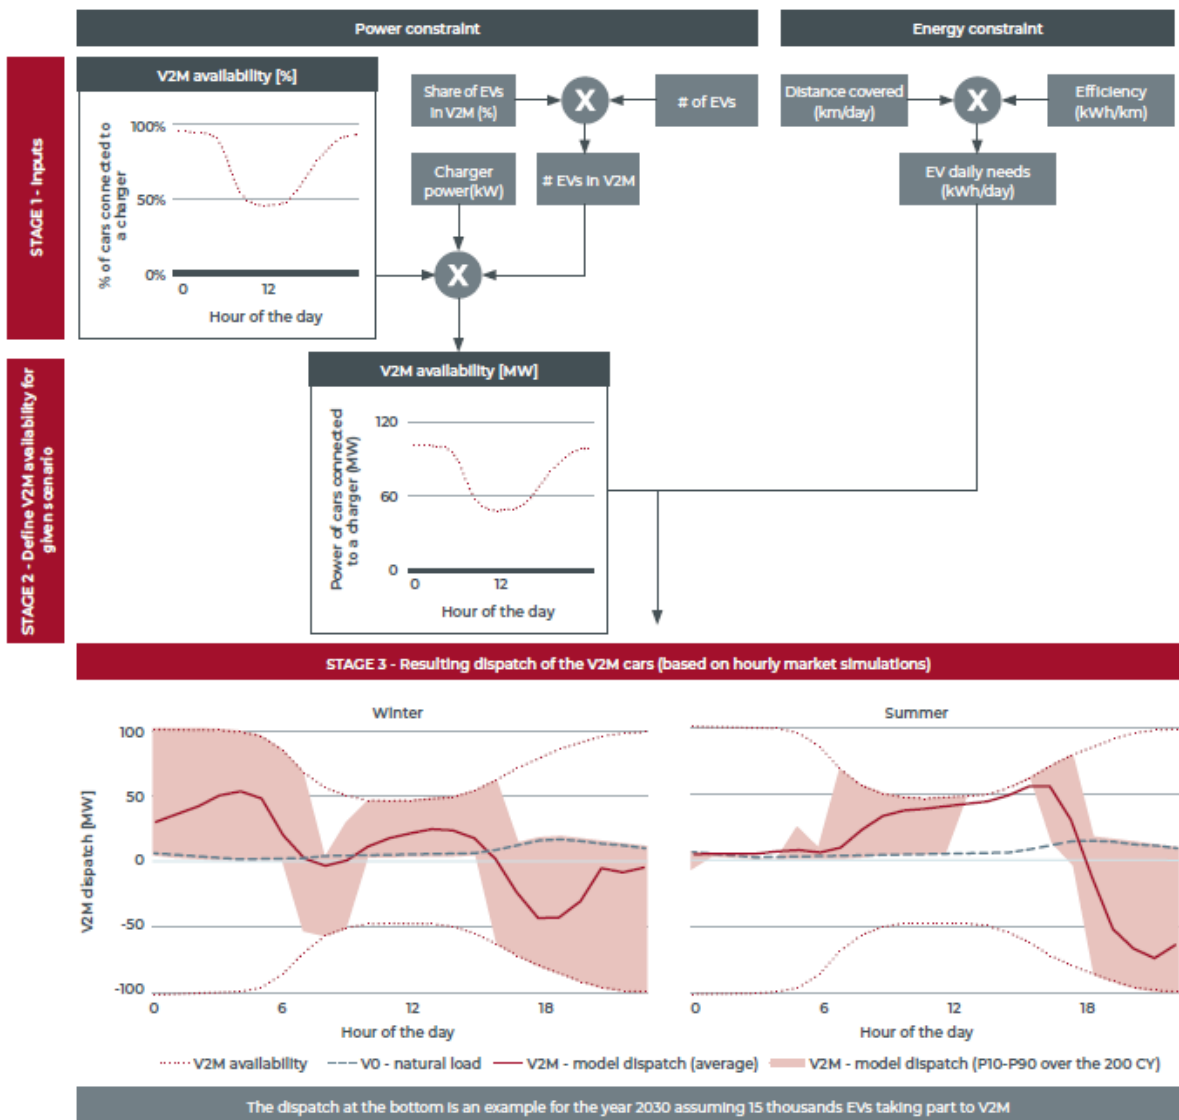 Power constraint
Energy constraint
STAGE 1 - Inputs
V2M availability [%]
% of cars connected to
a charger
100%
50%
0%
0
12
Hour of the day
Share of EVs
in V2M (%)
X
# of EVs
Charger
power(kW)
# EVs in V2M
X
Distance covered
(km/day)
X
Efficiency
(kWh/km)
EV daily needs
(kWh/day)
STAGE 2 - Define V2M availability for
given scenario
V2M availability [MW]
Power of cars connected
to a charger (MW)
120
60
0
0
12
Hour of the day
STAGE 3 - Resulting dispatch of the V2M cars (based on hourly market simulations)
Winter
Summer
V2M dispatch [MW]
100
50
0
-50
-100
0
6
12
18
Hour of the day
0
6
12
18
Hour of the day
V2M availability
V0 - natural load
V2M - model dispatch (average)
V2M - model dispatch (P10-P90 over the 200 CY)
The dispatch at the bottom is an example for the year 2030 assuming 15 thousands EVs taking part to V2M